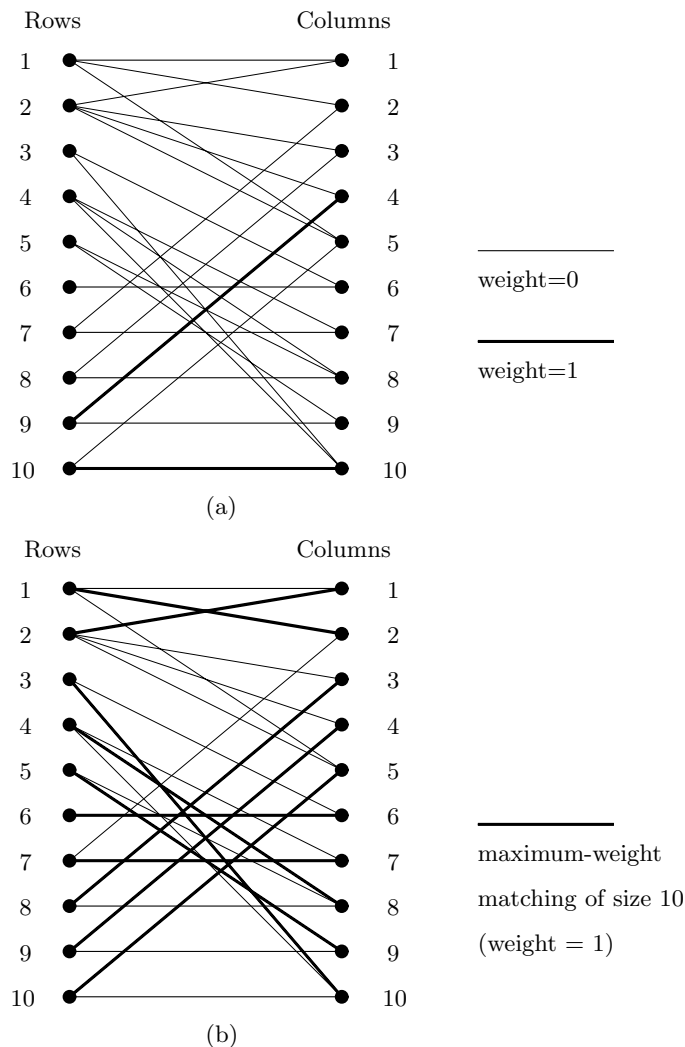 Rows Columns
1 1
2 2
3 3
4 4
5 5
6 6
7 7
8 8
9 9
10 10
weight=0
weight=1
(a)
Rows Columns
1 1
2 2
3 3
4 4
5 5
6 6
7 7
8 8
9 9
10 10
maximum-weight
matching of size 10
(weight = 1)
(b)